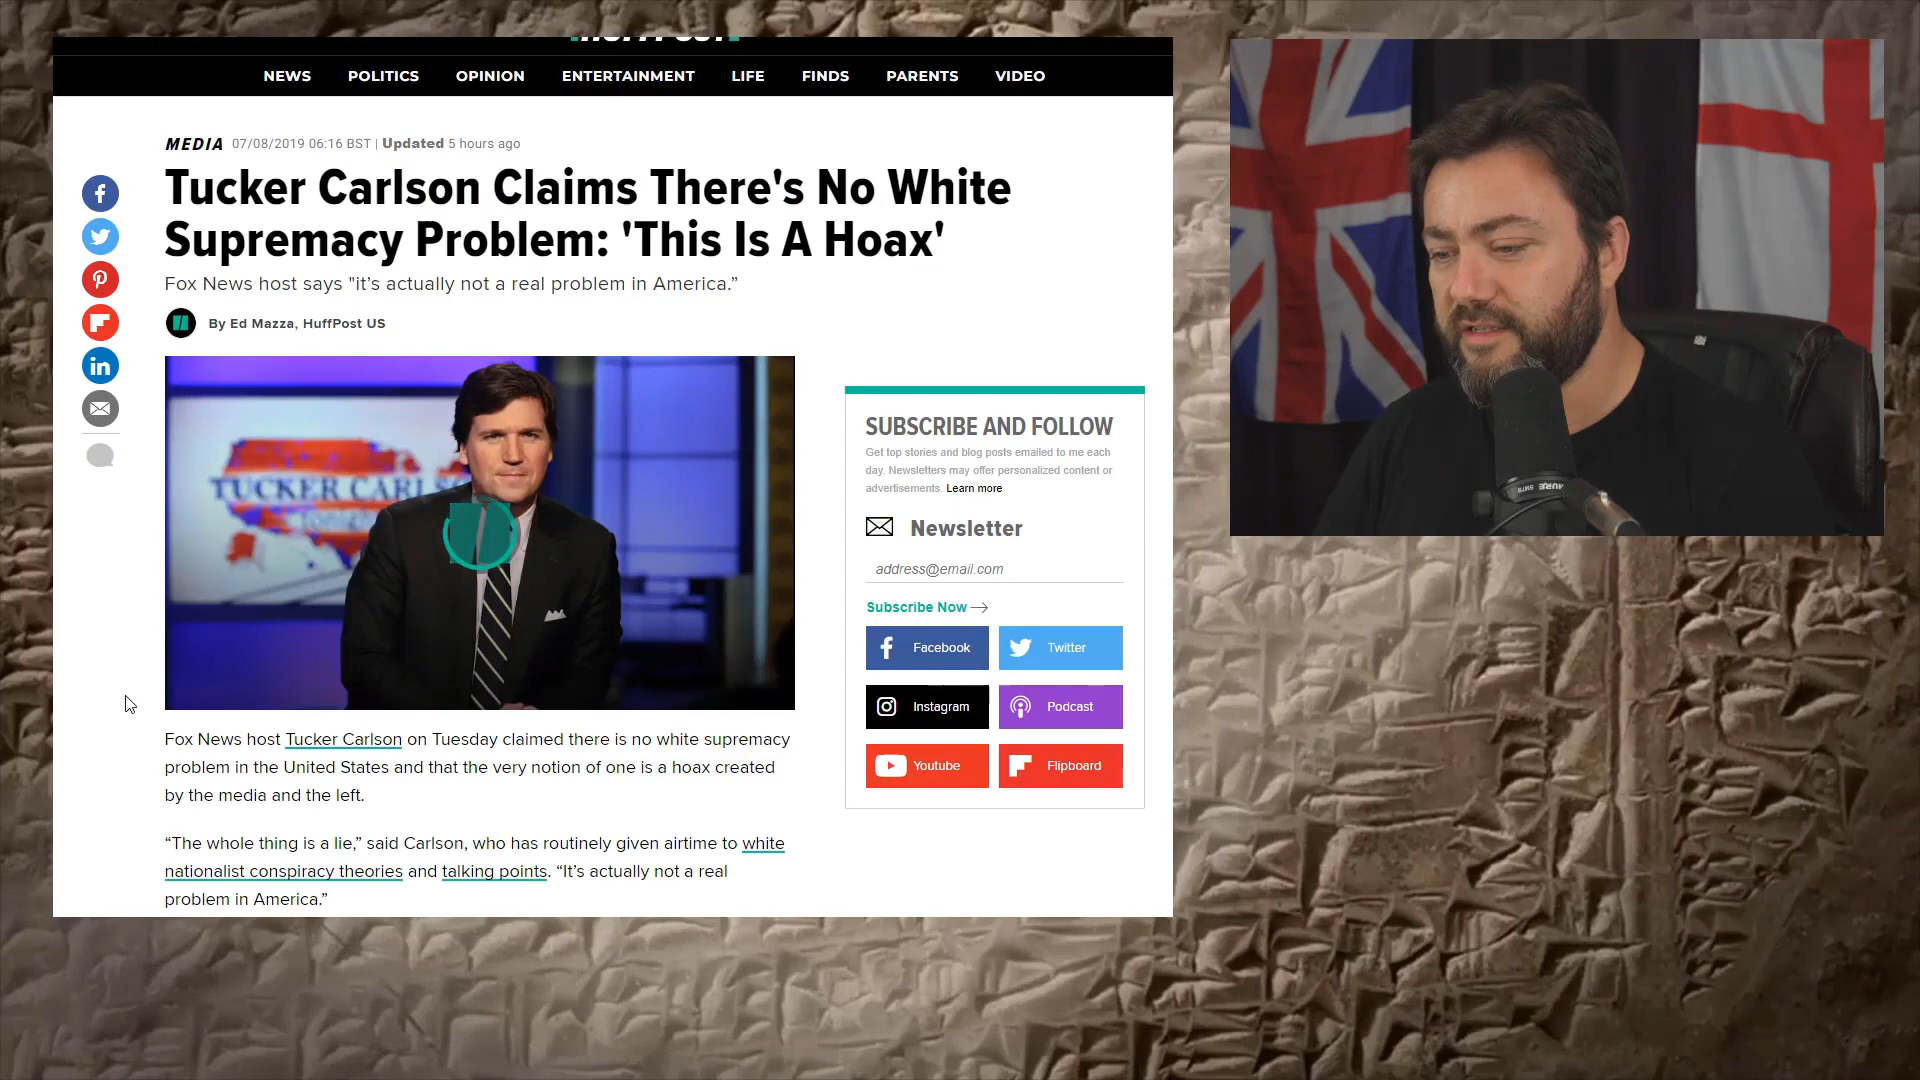 HUFFPOST
NEWS POLITICS OPINION ENTERTAINMENT LIFE FINDS PARENTS VIDEO
MEDIA 07/08/2019 06:16 BST | Updated 5 hours ago
Tucker Carlson Claims There's No White
Supremacy Problem: 'This Is A Hoax'
Fox News host says "it’s actually not a real problem in America.”
By Ed Mazza, HuffPost US
TUCKER CARLS
SUBSCRIBE AND FOLLOW
Get top stories and blog posts emailed to me each
day. Newsletters may offer personalized content or
advertisements. Learn more
Newsletter
address@email.com
Subscribe Now
Facebook Twitter
Instagram Podcast
Youtube Flipboard
Fox News host Tucker Carlson on Tuesday claimed there is no white supremacy
problem in the United States and that the very notion of one is a hoax created
by the media and the left.
“The whole thing is a lie,” said Carlson, who has routinely given airtime to white
nationalist conspiracy theories and talking points. “It’s actually not a real
problem in America.”
SHURE SM7B